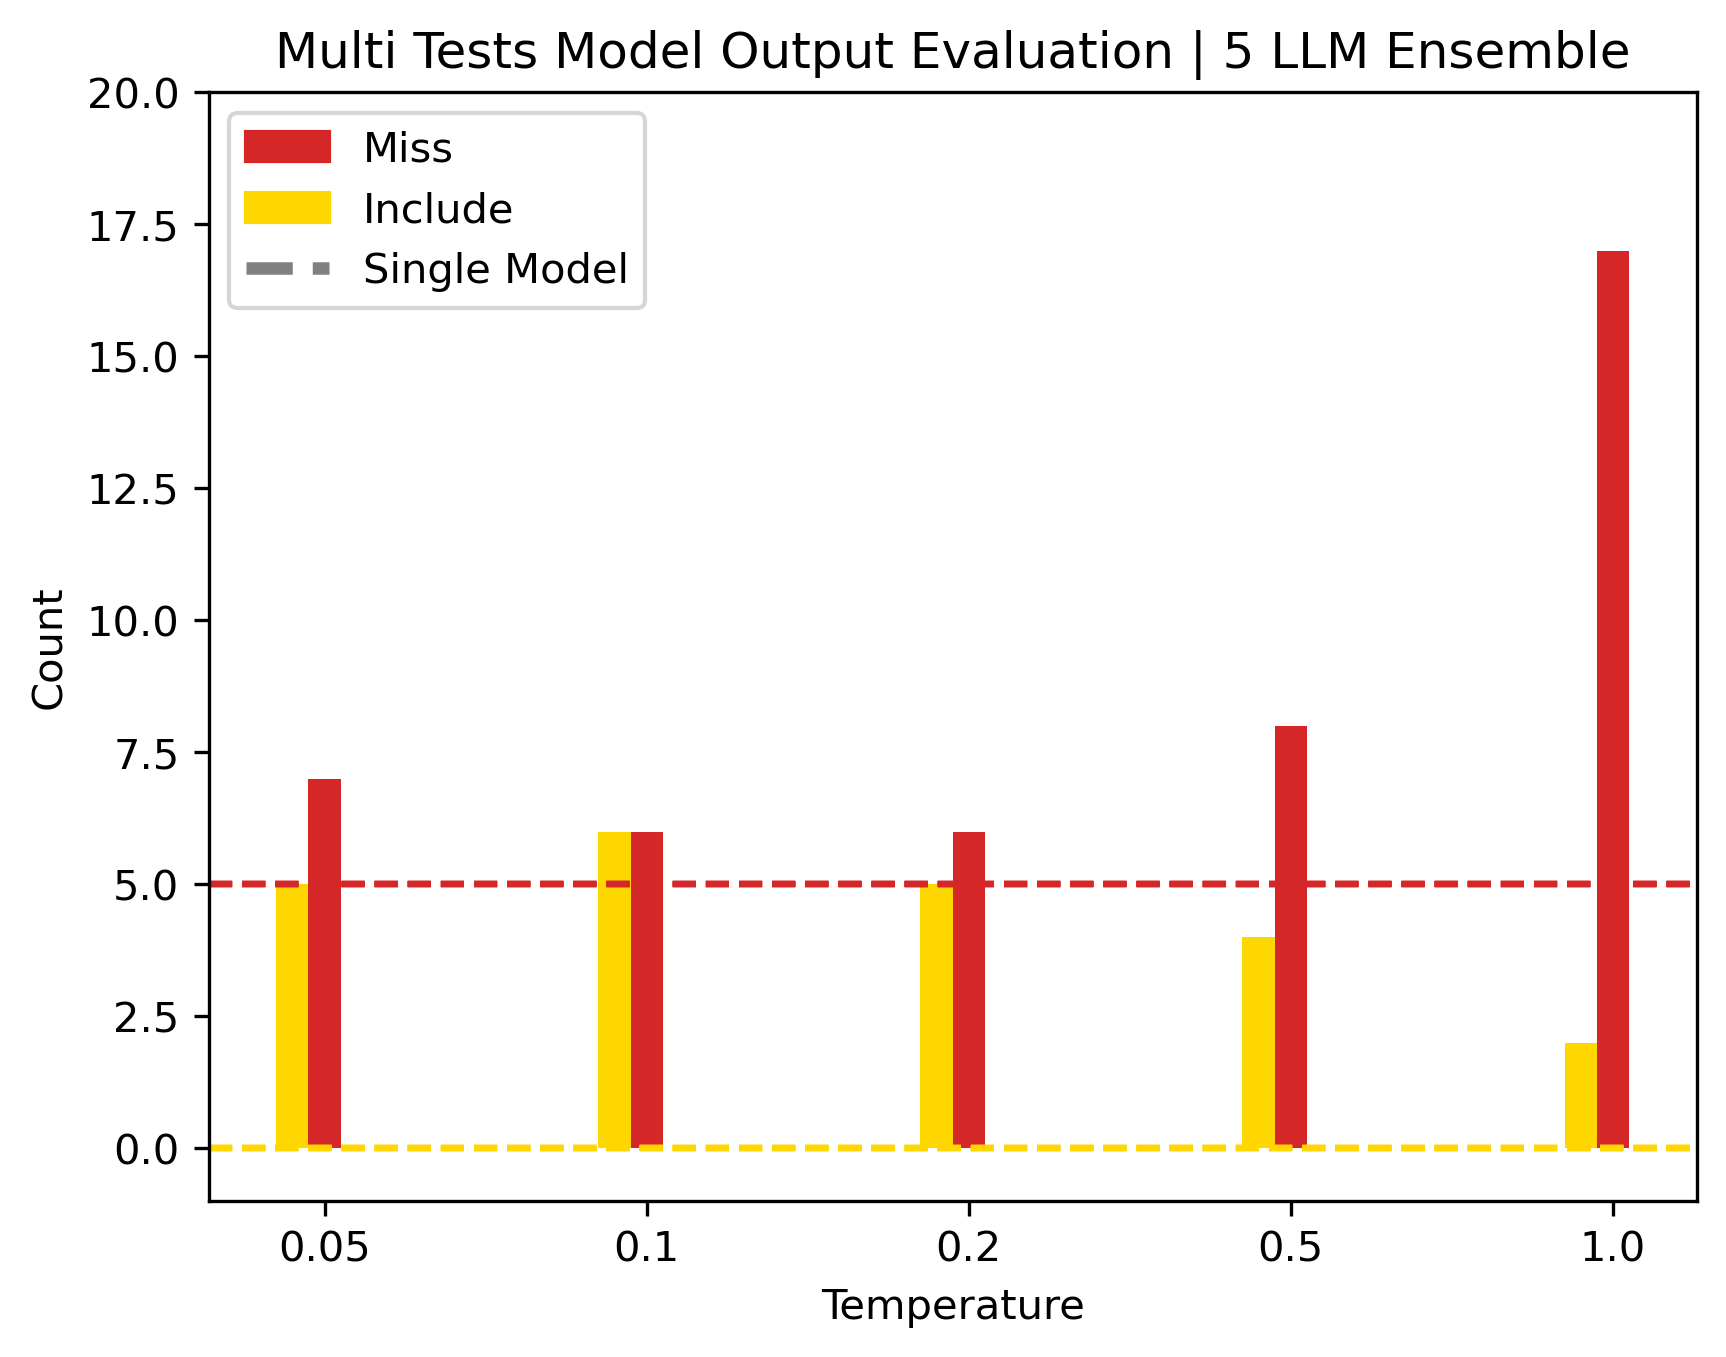 Multi Tests Model Output Evaluation | 5 LLM Ensemble
20.0
17.5
15.0
12.5
10.0
7.5
5.0
2.5
0.0
Miss
Include
Single Model
Count
0.05 0.1 0.2 0.5 1.0
Temperature